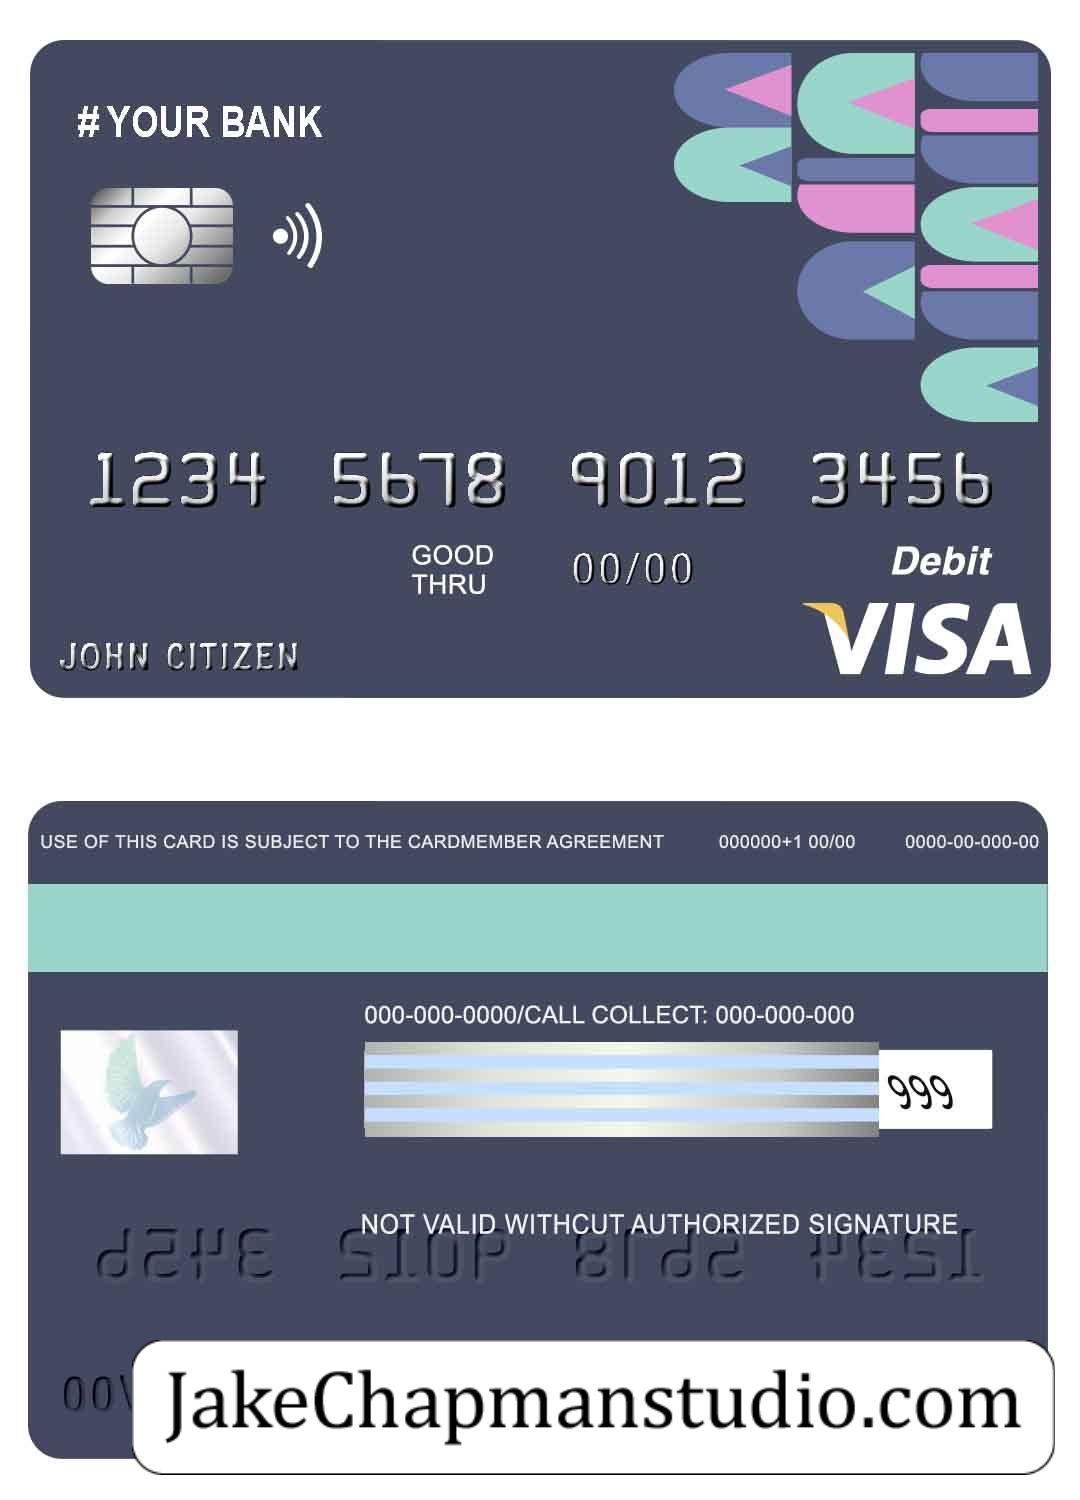 #YOUR BANK
1234 5678 9012 3456
GOOD
THRU
00/00
Debit
VISA
JOHN CITIZEN
USE OF THIS CARD IS SUBJECT TO THE CARDMEMBER AGREEMENT 000000+1 00/00 0000-00-000-00
000-000-0000/CALL COLLECT: 000-000-000
999
NOT VALID WITHCUT AUTHORIZED SIGNATURE
JakeChapmanstudio.com